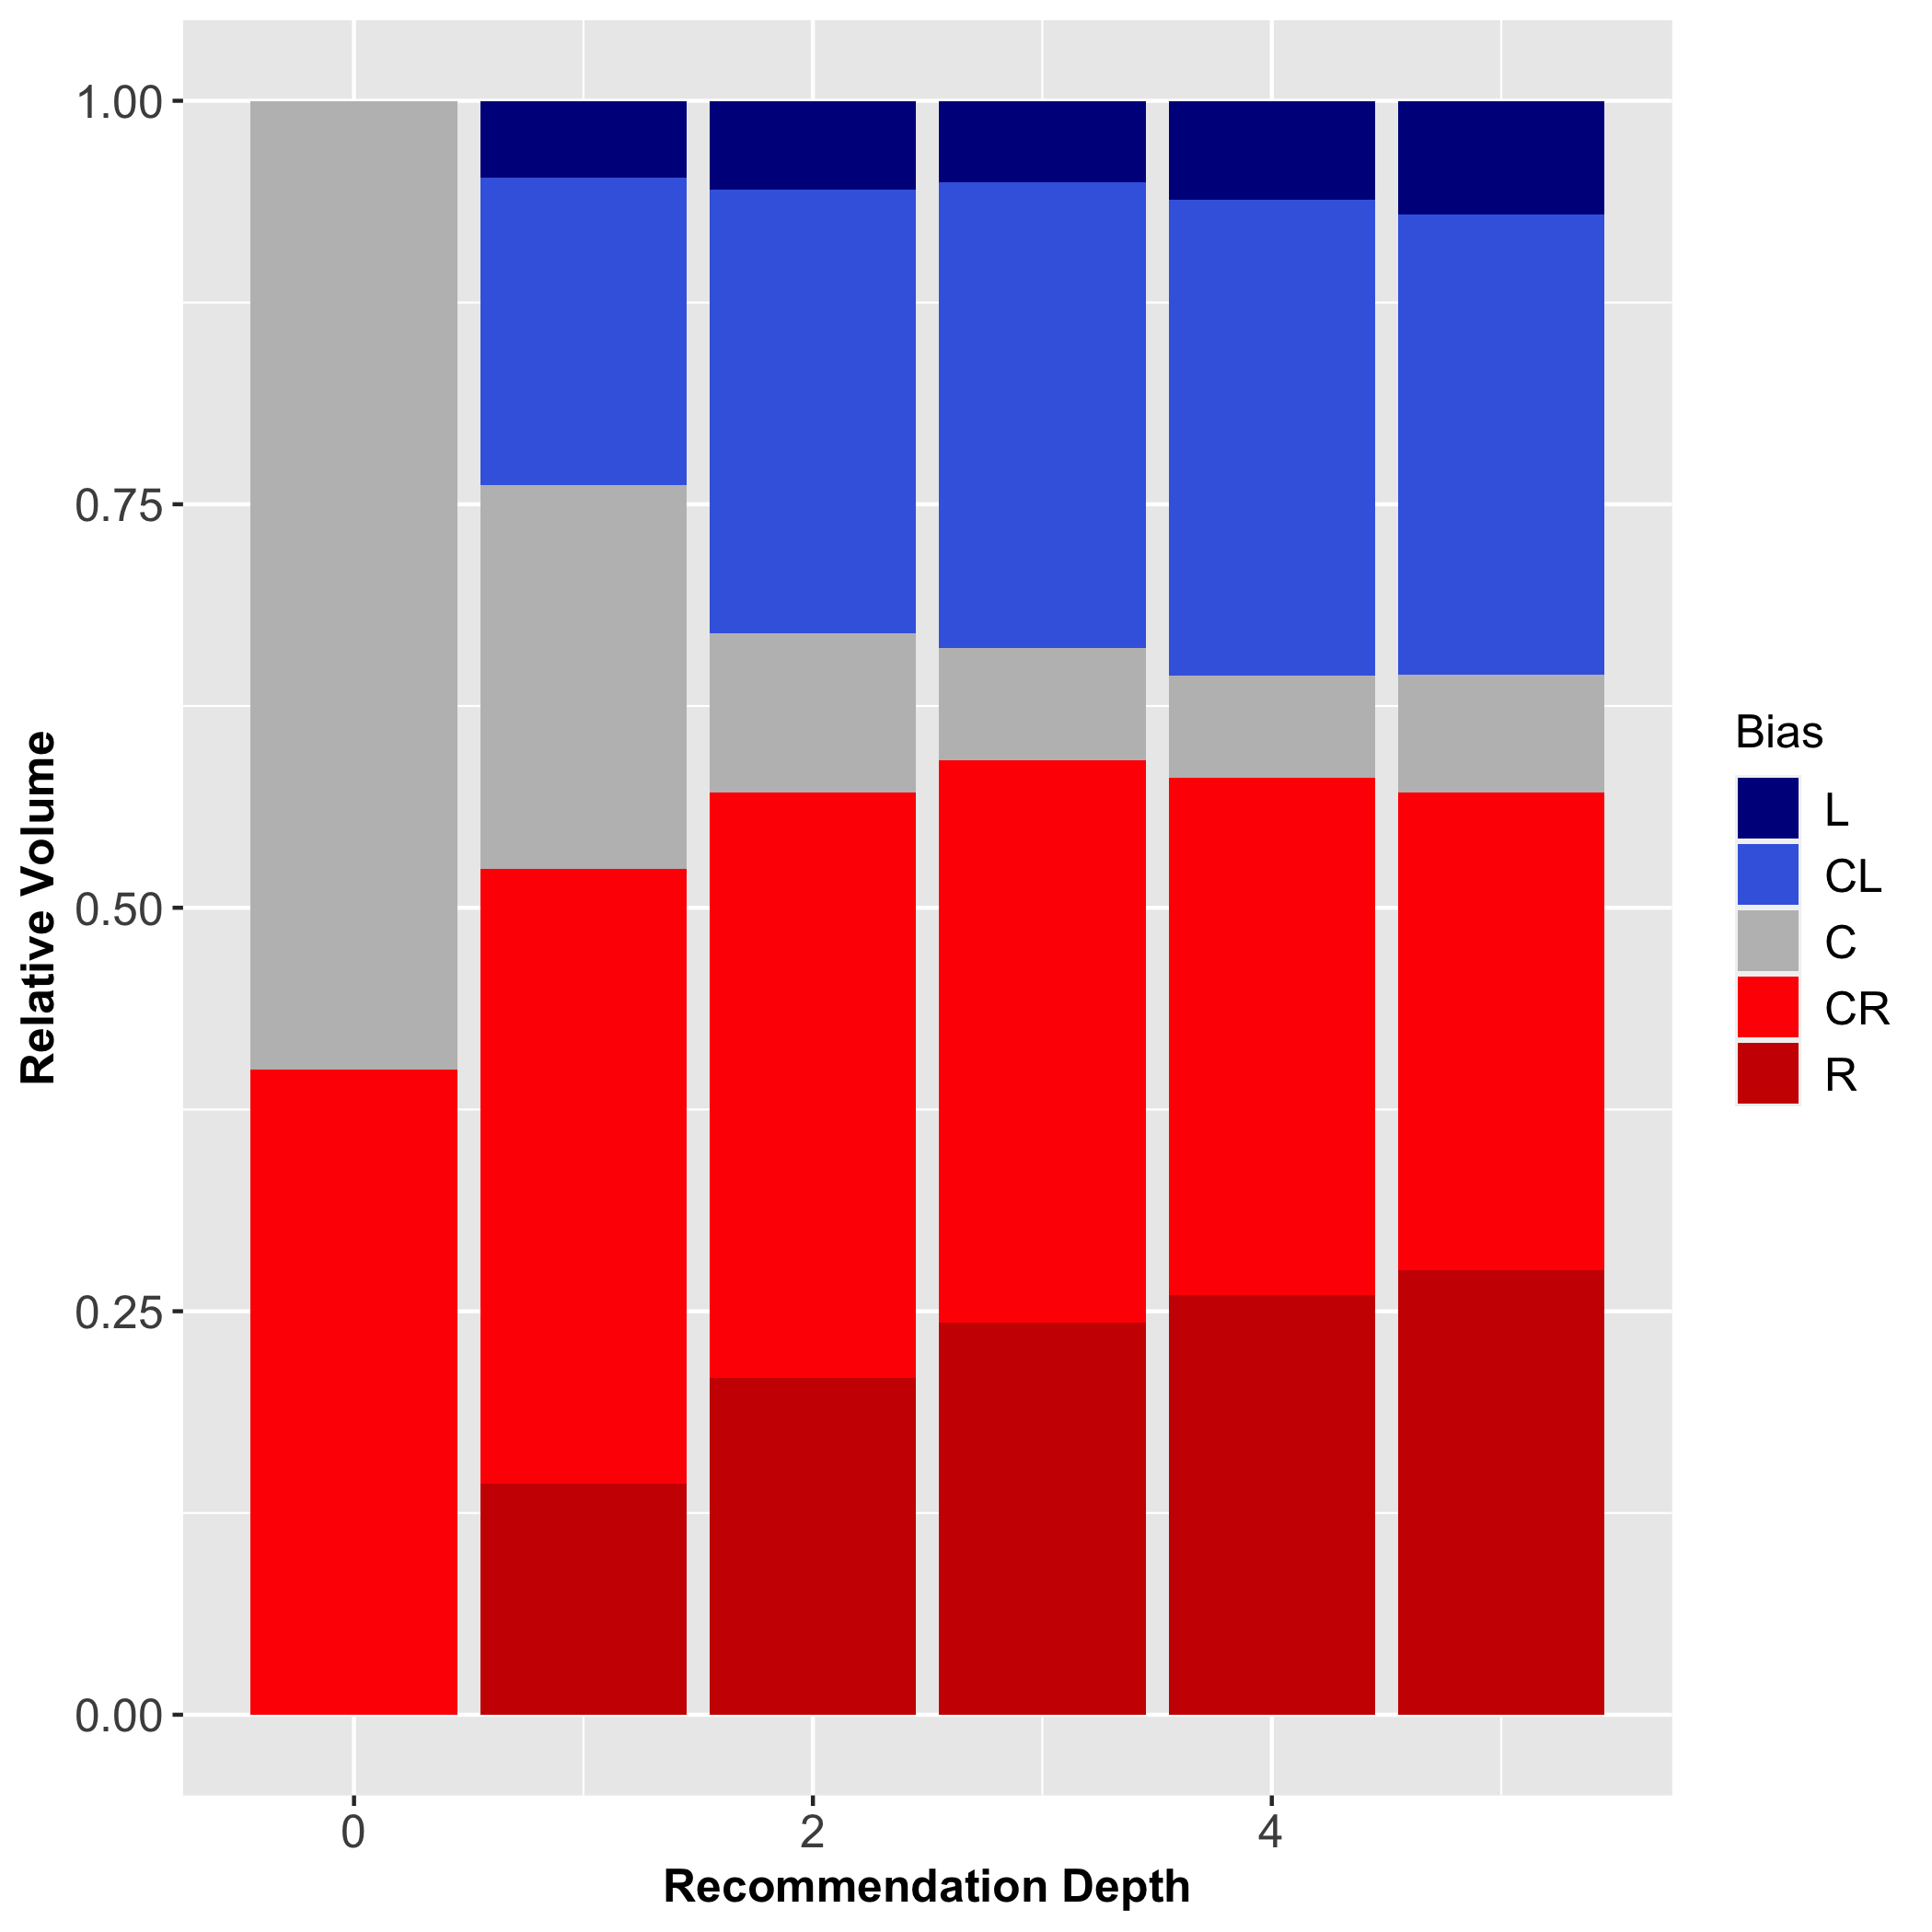 1.00
0.75
0.50
0.25
0.00
Relative Volume
0 2 4
Recommendation Depth
Bias
L
CL
C
CR
R